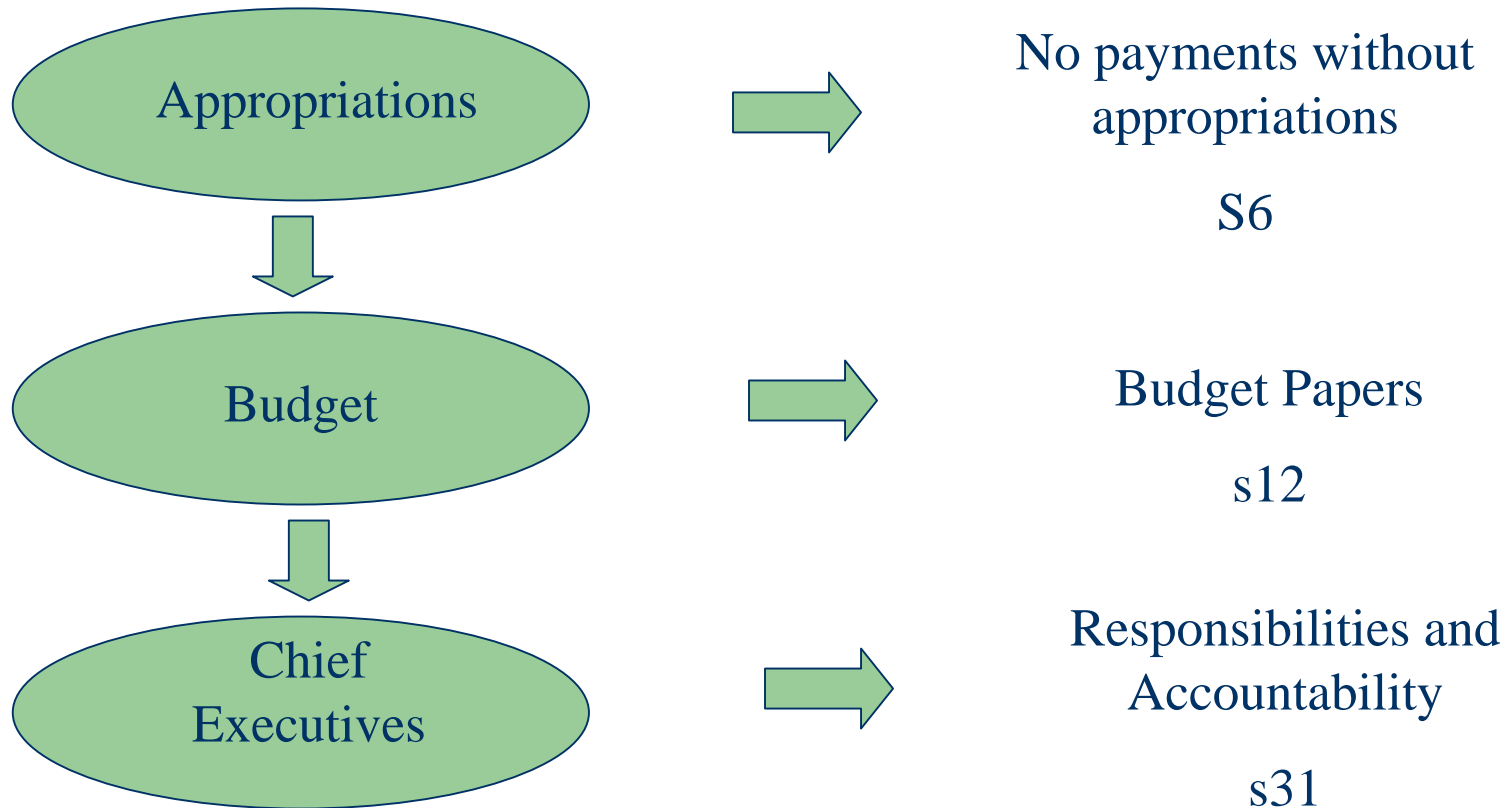 Appropriations
No payments without
appropriations
S6
Budget
Budget Papers
s12
Chief
Executives
Responsibilities and
Accountability
s31